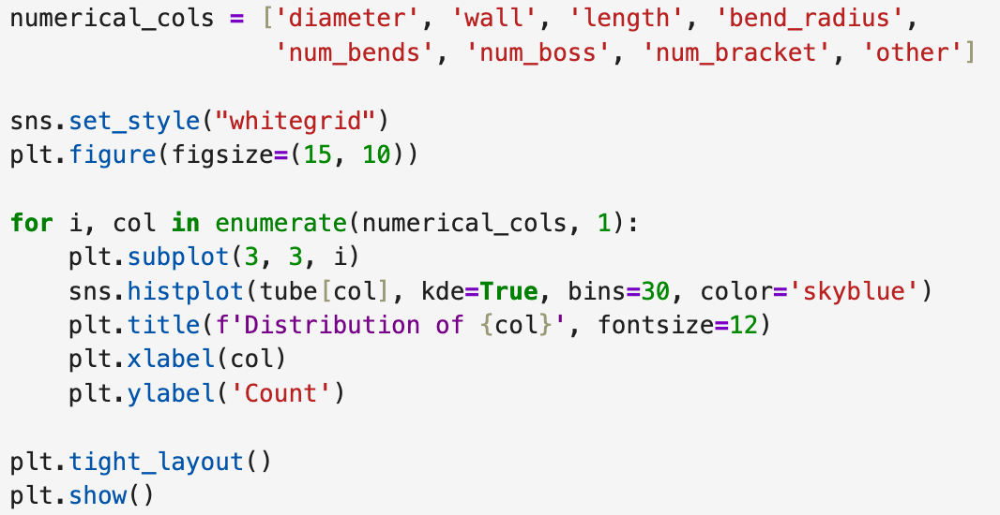 numerical_cols = ['diameter', 'wall', 'length', 'bend_radius',
                  'num_bends', 'num_boss', 'num_bracket', 'other']

sns.set_style("whitegrid")
plt.figure(figsize=(15, 10))

for i, col in enumerate(numerical_cols, 1):
    plt.subplot(3, 3, i)
    sns.histplot(tube[col], kde=True, bins=30, color='skyblue')
    plt.title(f'Distribution of {col}', fontsize=12)
    plt.xlabel(col)
    plt.ylabel('Count')

plt.tight_layout()
plt.show()